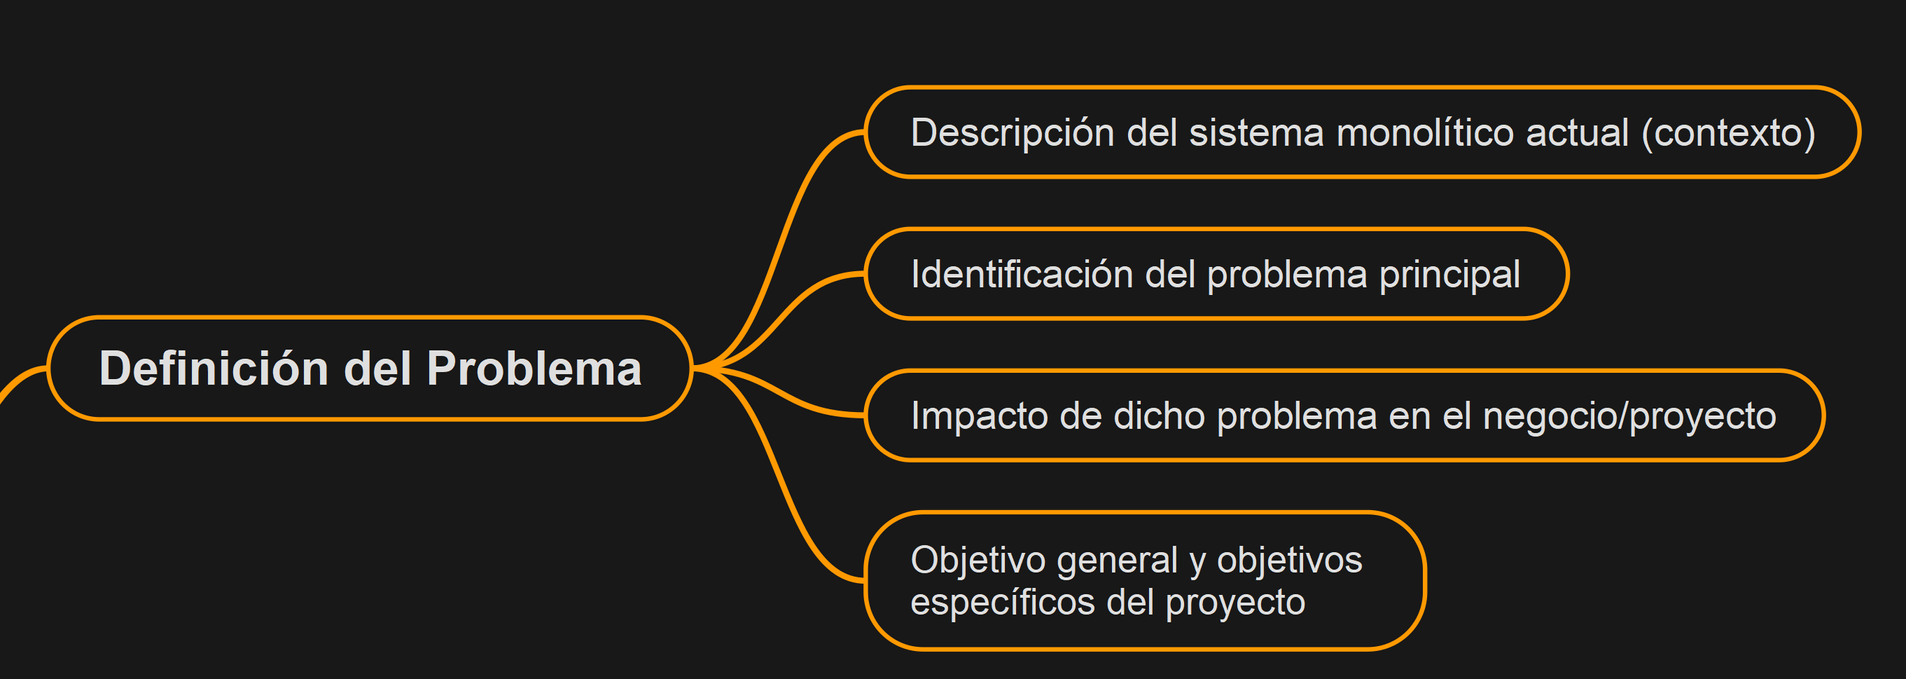 Descripción del sistema monolítico actual (contexto)
Identificación del problema principal
Definición del Problema
Impacto de dicho problema en el negocio/proyecto
Objetivo general y objetivos
específicos del proyecto